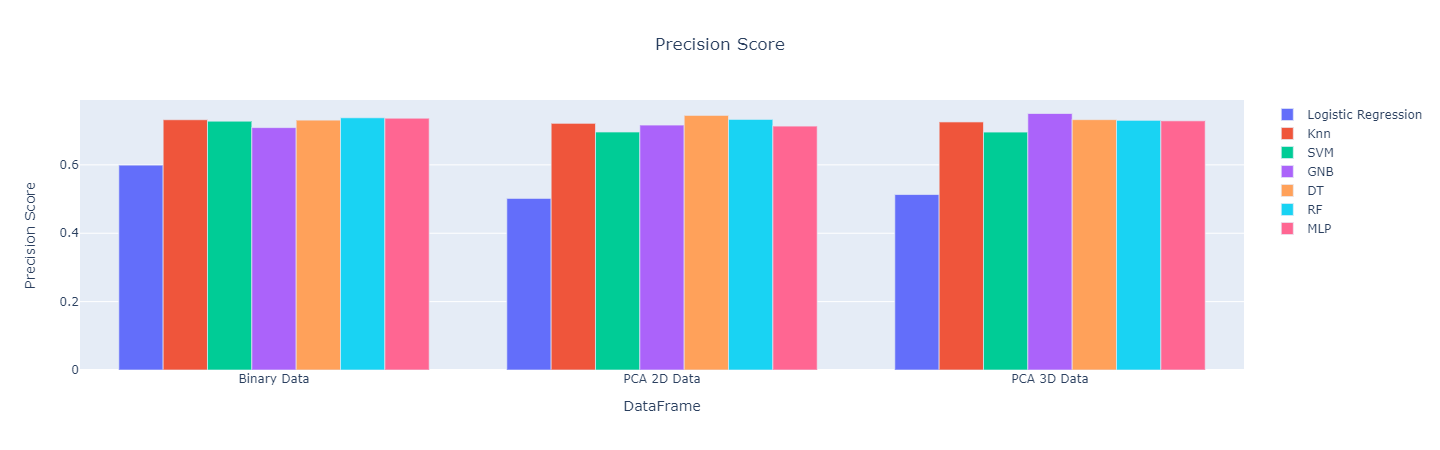 Precision Score
Precision Score
0.6
0.4
0.2
0
Binary Data
PCA 2D Data
PCA 3D Data
DataFrame
Logistic Regression
Knn
SVM
GNB
DT
RF
MLP